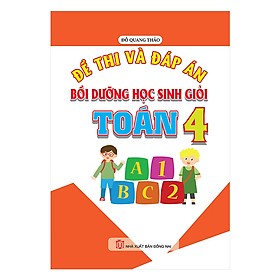 ĐỖ QUANG THẢO
ĐỀ THI VÀ ĐÁP ÁN
BỒI DƯỠNG HỌC SINH GIỎI
TOÁN 4
A 1
B C 2
NHÀ XUẤT BẢN ĐỒNG NAI